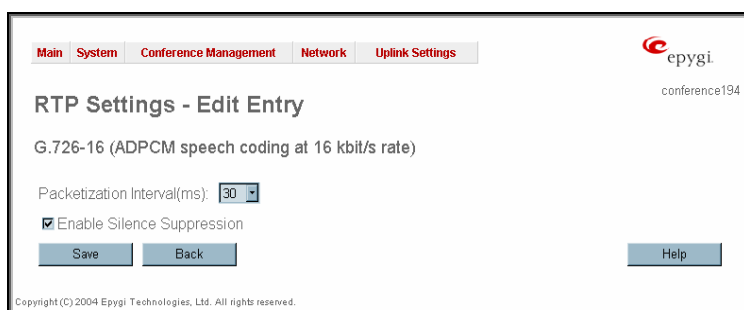 Main System Conference Management Network Uplink Settings
epygi
conference194
RTP Settings - Edit Entry
G.726-16 (ADPCM speech coding at 16 kbit/s rate)
Packetization Interval(ms): 30
Enable Silence Suppression
Save Back Help
Copyright (C) 2004 Epygi Technologies, Ltd. All rights reserved.